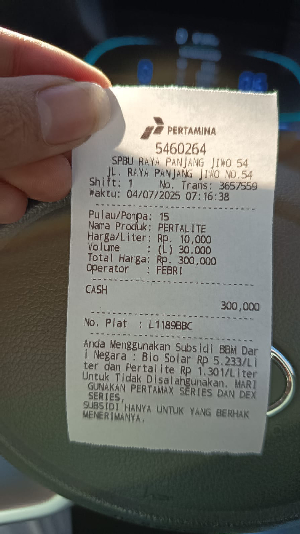 PERTAMINA
5460264
SPBU RAYA PANJANG JIWO 54
JL. RAYA PANJANG JIWO NO.54
Shift: 1 No. Trans: 3657559
Waktu: 04/07/2025 07:16:38
Pulau/Pompa: 15
Nama Produk: PERTALITE
Harga/Liter: Rp. 10,000
Volume : (L) 30.000
Total Harga: Rp. 300,000
Operator : FEBRI
CASH
300,000
No. Plat : L1189BBC
Anda Menggunakan Subsidi BBM Dar
i Negara : Bio Solar Rp 5.233/Li
ter dan Pertalite Rp 1.301/Liter
Untuk Tidak Disalahgunakan. MARI
GUNAKAN PERTAMAX SERIES DAN DEX
SERIES,
SUBSIDI HANYA UNTUK YANG BERHAK
MENERIMANYA.